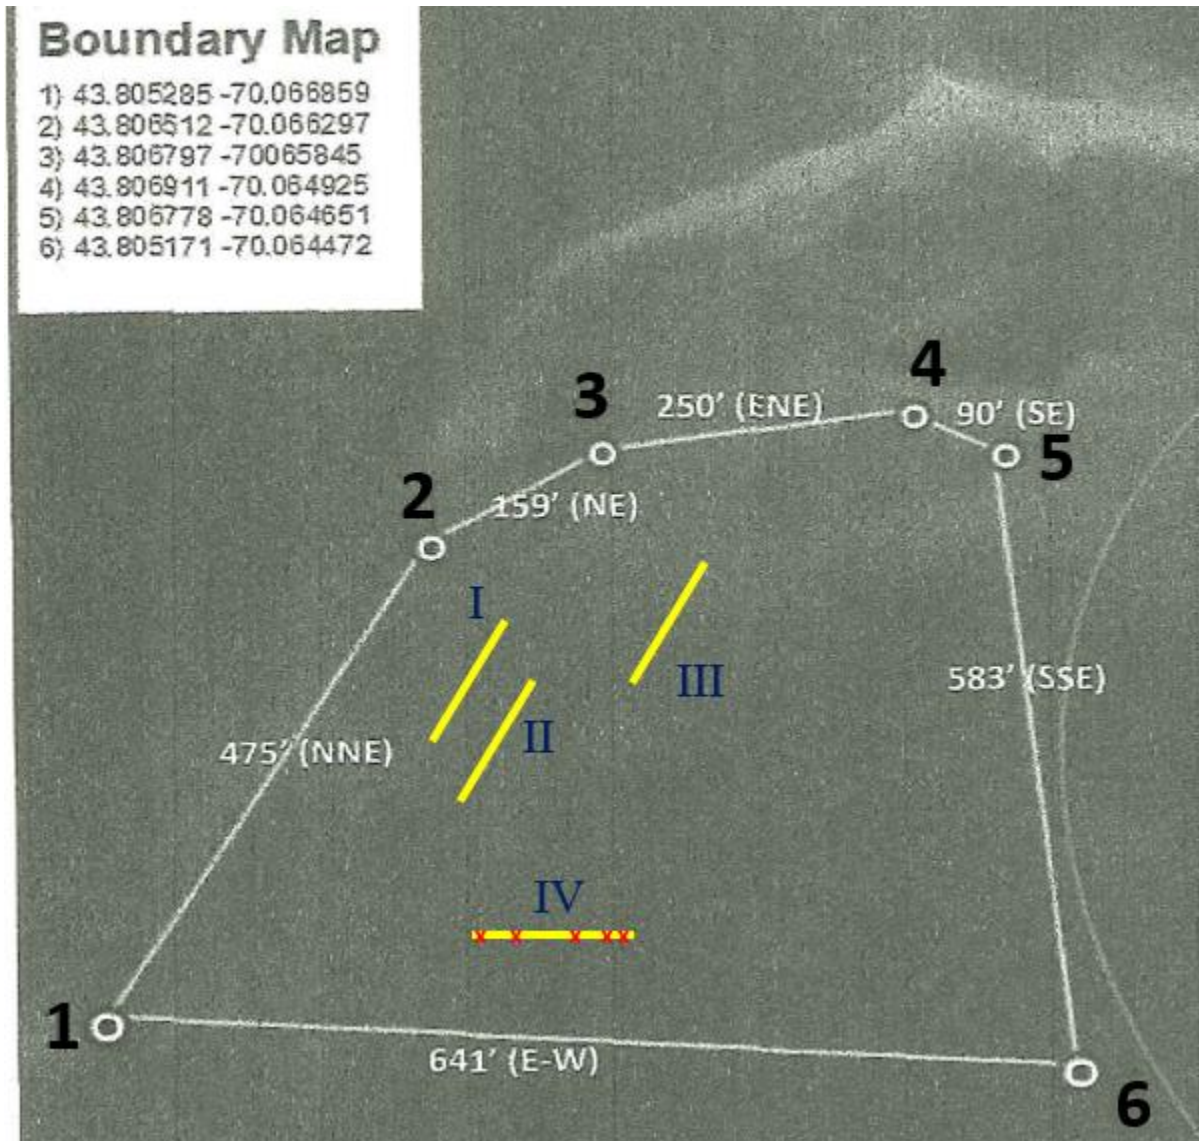 Boundary Map
1) 43.805285 -70.066859
2) 43.806512 -70.066297
3) 43.806797 -70065845
4) 43.806911 -70.064925
5) 43.806778 -70.064651
6) 43.805171 -70.064472
4
3
250’ (ENE)
90’ (SE)
5
2
159’ (NE)
I
III
583’ (SSE)
II
475’ (NNE)
IV
1
641’ (E-W)
6